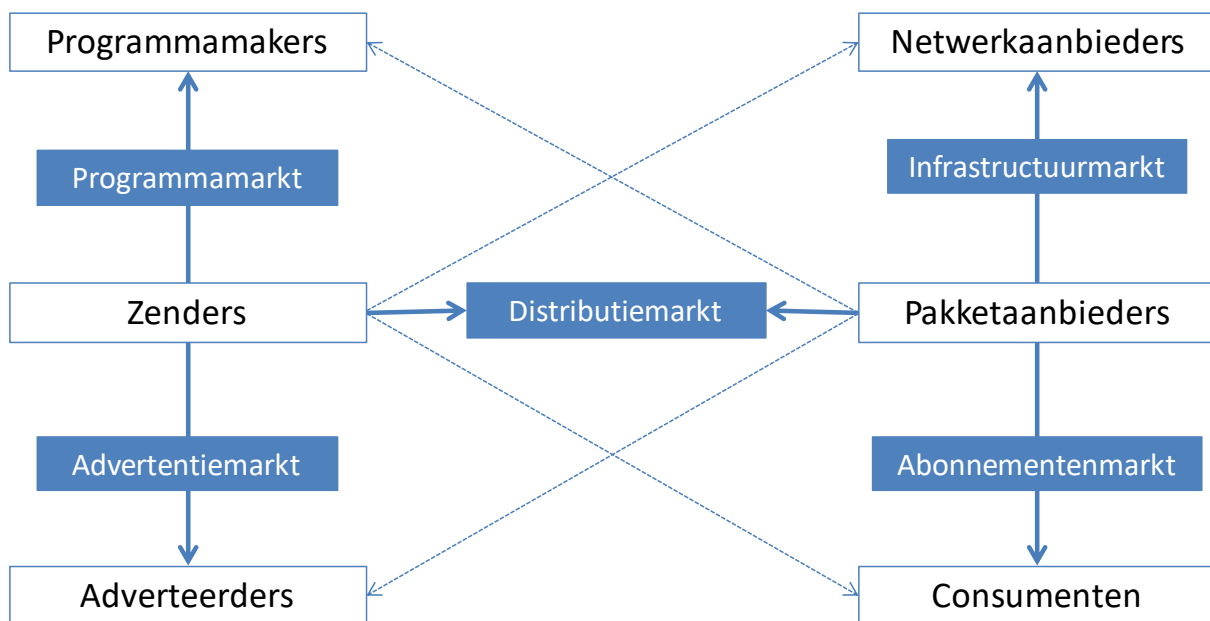 Programmamakers
Netwerkaanbieders
Programmamarkt
Infrastructuurmarkt
Zenders
Distributiemarkt
Pakketaanbieders
Advertentiemarkt
Abonnementenmarkt
Adverteerders
Consumenten